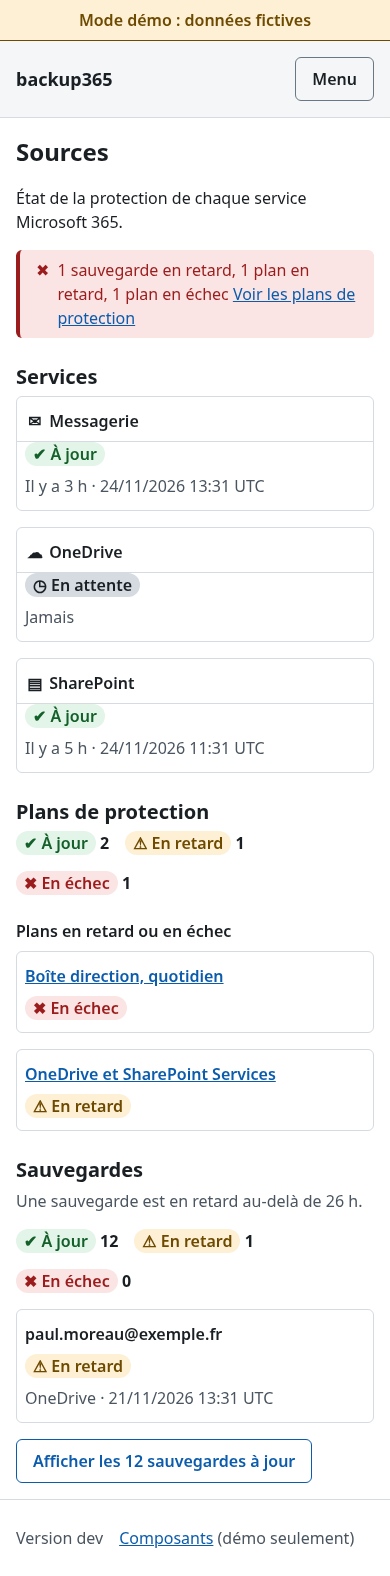 Mode démo : données fictives
backup365
Menu
Sources
État de la protection de chaque service
Microsoft 365.
✖ 1 sauvegarde en retard, 1 plan en
retard, 1 plan en échec Voir les plans de
protection
Services
✉ Messagerie
✔ À jour
Il y a 3 h · 24/11/2026 13:31 UTC
☁ OneDrive
◷ En attente
Jamais
▤ SharePoint
✔ À jour
Il y a 5 h · 24/11/2026 11:31 UTC
Plans de protection
✔ À jour 2 ⚠ En retard 1
✖ En échec 1
Plans en retard ou en échec
Boîte direction, quotidien
✖ En échec
OneDrive et SharePoint Services
⚠ En retard
Sauvegardes
Une sauvegarde est en retard au-delà de 26 h.
✔ À jour 12 ⚠ En retard 1
✖ En échec 0
paul.moreau@exemple.fr
⚠ En retard
OneDrive · 21/11/2026 13:31 UTC
Afficher les 12 sauvegardes à jour
Version dev Composants (démo seulement)